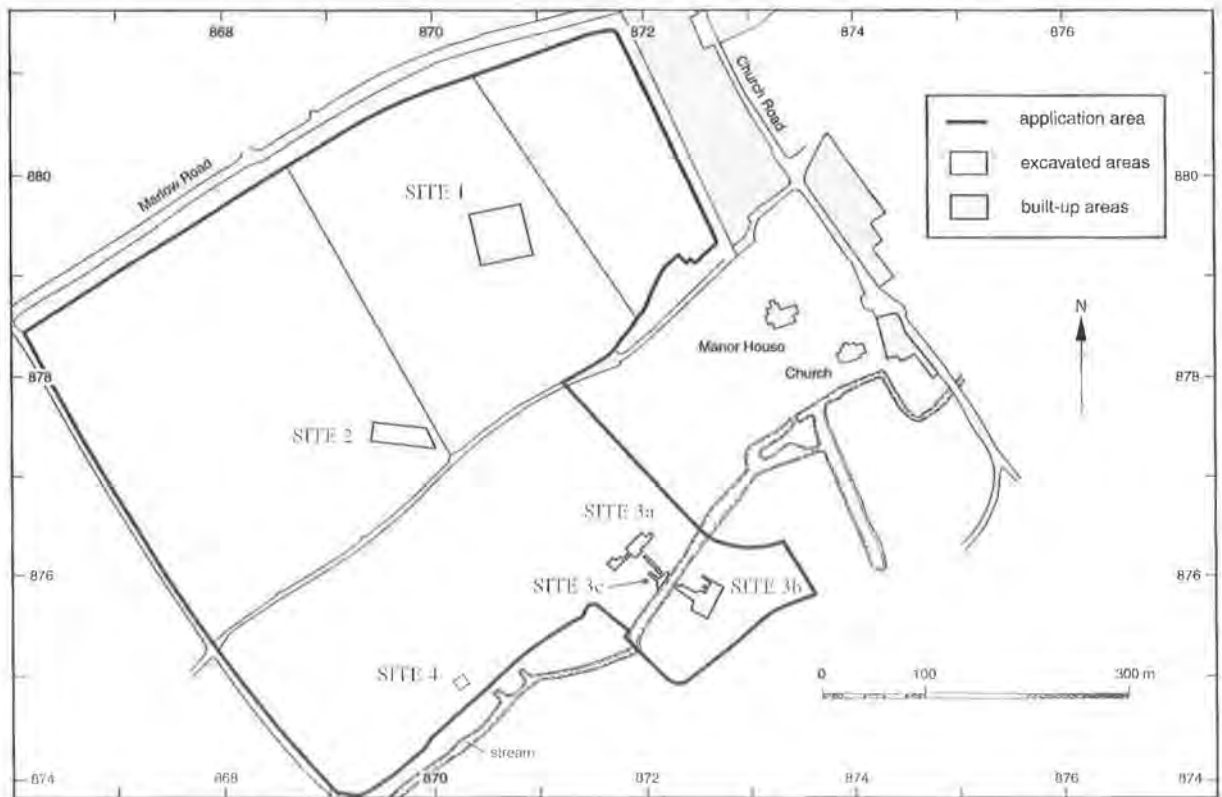 868
870
872
874
876
Marlow Road
Church Road
application area
excavated areas
built-up areas
880
880
SITE 1
N
Manor House
Church
878
878
SITE 2
SITE 3a
876
876
SITE 3c
SITE 3b
SITE 4
0
100
300 m
stream
874
868
870
872
876
874